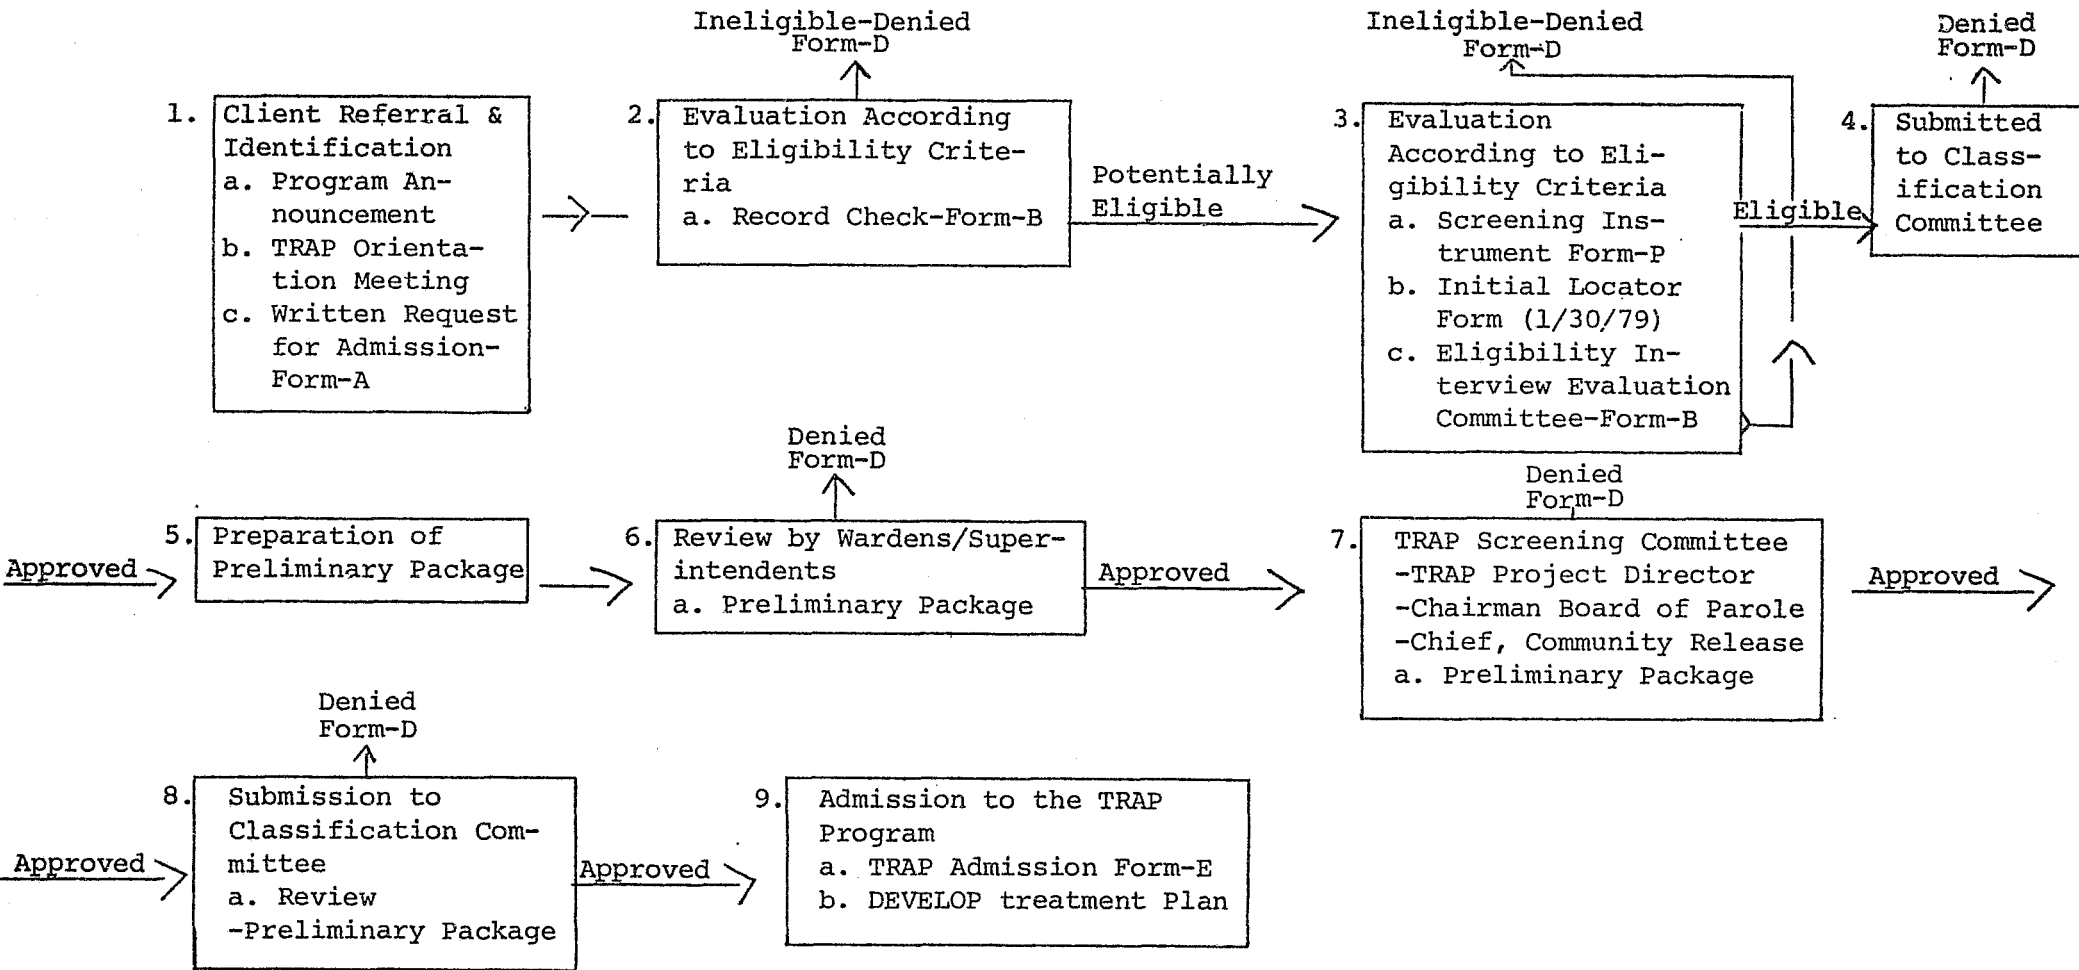 Ineligible-Denied
Form-D
Ineligible-Denied
Form-D
Denied
Form-D
1. Client Referral &
Identification
a. Program An-
nouncement
b. TRAP Orienta-
tion Meeting
c. Written Request
for Admission-
Form-A
2. Evaluation According
to Eligibility Crite-
ria
a. Record Check-Form-B
Potentially
Eligible
3. Evaluation
According to Eli-
gibility Criteria
a. Screening Ins-
trument Form-P
b. Initial Locator
Form (1/30/79)
c. Eligibility In-
terview Evaluation
Committee-Form-B
Eligible
4. Submitted
to Class-
ification
Committee
Approved
5. Preparation of
Preliminary Package
Denied
Form-D
6. Review by Wardens/Super-
intendents
a. Preliminary Package
Approved
Denied
Form-D
7. TRAP Screening Committee
-TRAP Project Director
-Chairman Board of Parole
-Chief, Community Release
a. Preliminary Package
Approved
Denied
Form-D
Approved
8. Submission to
Classification Com-
mittee
a. Review
-Preliminary Package
Approved
9. Admission to the TRAP
Program
a. TRAP Admission Form-E
b. DEVELOP treatment Plan